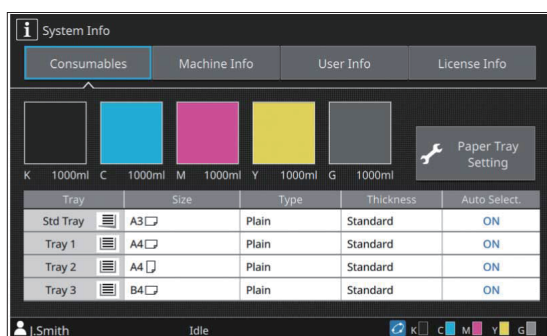 i System Info
Consumables Machine Info User Info License Info
K 1000ml C 1000ml M 1000ml Y 1000ml G 1000ml
Paper Tray
Setting
Tray Size Type Thickness Auto Select.
Std Tray A3 Plain Standard ON
Tray 1 A4 Plain Standard ON
Tray 2 A4 Plain Standard ON
Tray 3 B4 Plain Standard ON
J.Smith Idle K C M Y G